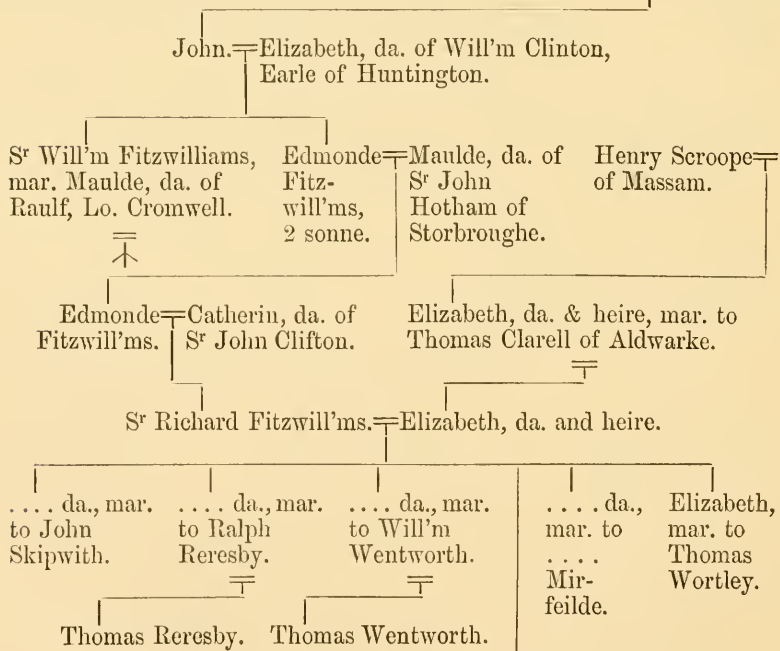 John. Elizabeth, da. of Will'm Clinton,
Earle of Huntington.
Sr Will'm Fitzwilliams,
mar. Maulde, da. of
Raulf, Lo. Cromwell.
Edmonde
Fitz-
will'ms,
2 sonne.
Maulde, da. of
Sr John
Hotham of
Storbroughe.
Henry Scroope
of Massam.
Edmonde
Fitzwill'ms.
Catherin, da. of
Sr John Clifton.
Elizabeth, da. & heire, mar. to
Thomas Clarell of Aldwarke.
Sr Richard Fitzwill'ms. Elizabeth, da. and heire.
.... da., mar.
to John
Skipwith.
.... da., mar.
to Ralph
Reresby.
.... da., mar.
to Will'm
Wentworth.
.... da.,
mar. to
....
Mir-
feilde.
Elizabeth,
mar. to
Thomas
Wortley.
Thomas Reresby. Thomas Wentworth.